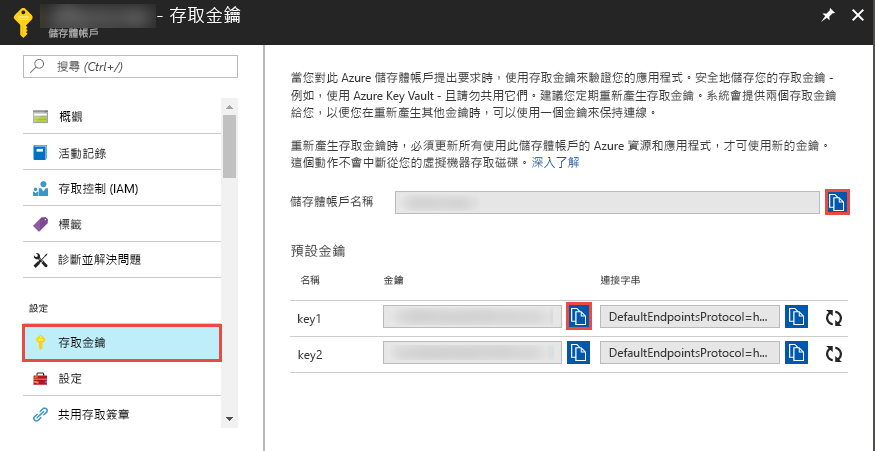 - 存取金鑰
儲存體帳戶
搜尋 (Ctrl+/)
概觀
活動記錄
存取控制 (IAM)
標籤
診斷並解決問題
設定
存取金鑰
設定
共用存取簽章
當您對此 Azure 儲存體帳戶提出要求時，使用存取金鑰來驗證您的應用程式。安全地儲存您的存取金鑰 -
例如，使用 Azure Key Vault - 且請勿共用它們。建議您定期重新產生存取金鑰。系統會提供兩個存取金鑰
給您，以便您在重新產生其他金鑰時，可以使用一個金鑰來保持連線。
重新產生存取金鑰時，必須更新所有使用此儲存體帳戶的 Azure 資源和應用程式，才可使用新的金鑰。
這個動作不會中斷從您的虛擬機器存取磁碟。深入了解
儲存體帳戶名稱
預設金鑰
名稱 金鑰 連接字串
key1 DefaultEndpointsProtocol=h...
key2 DefaultEndpointsProtocol=h...